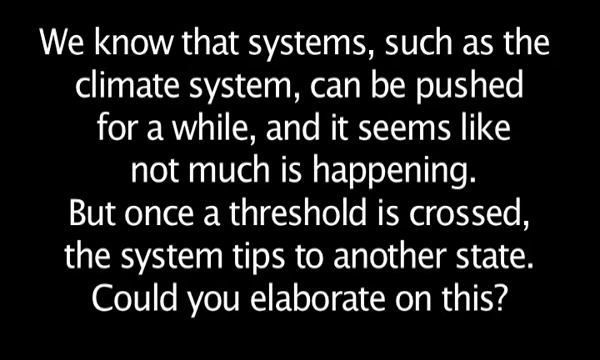 We know that systems, such as the
climate system, can be pushed
for a while, and it seems like
not much is happening.
But once a threshold is crossed,
the system tips to another state.
Could you elaborate on this?